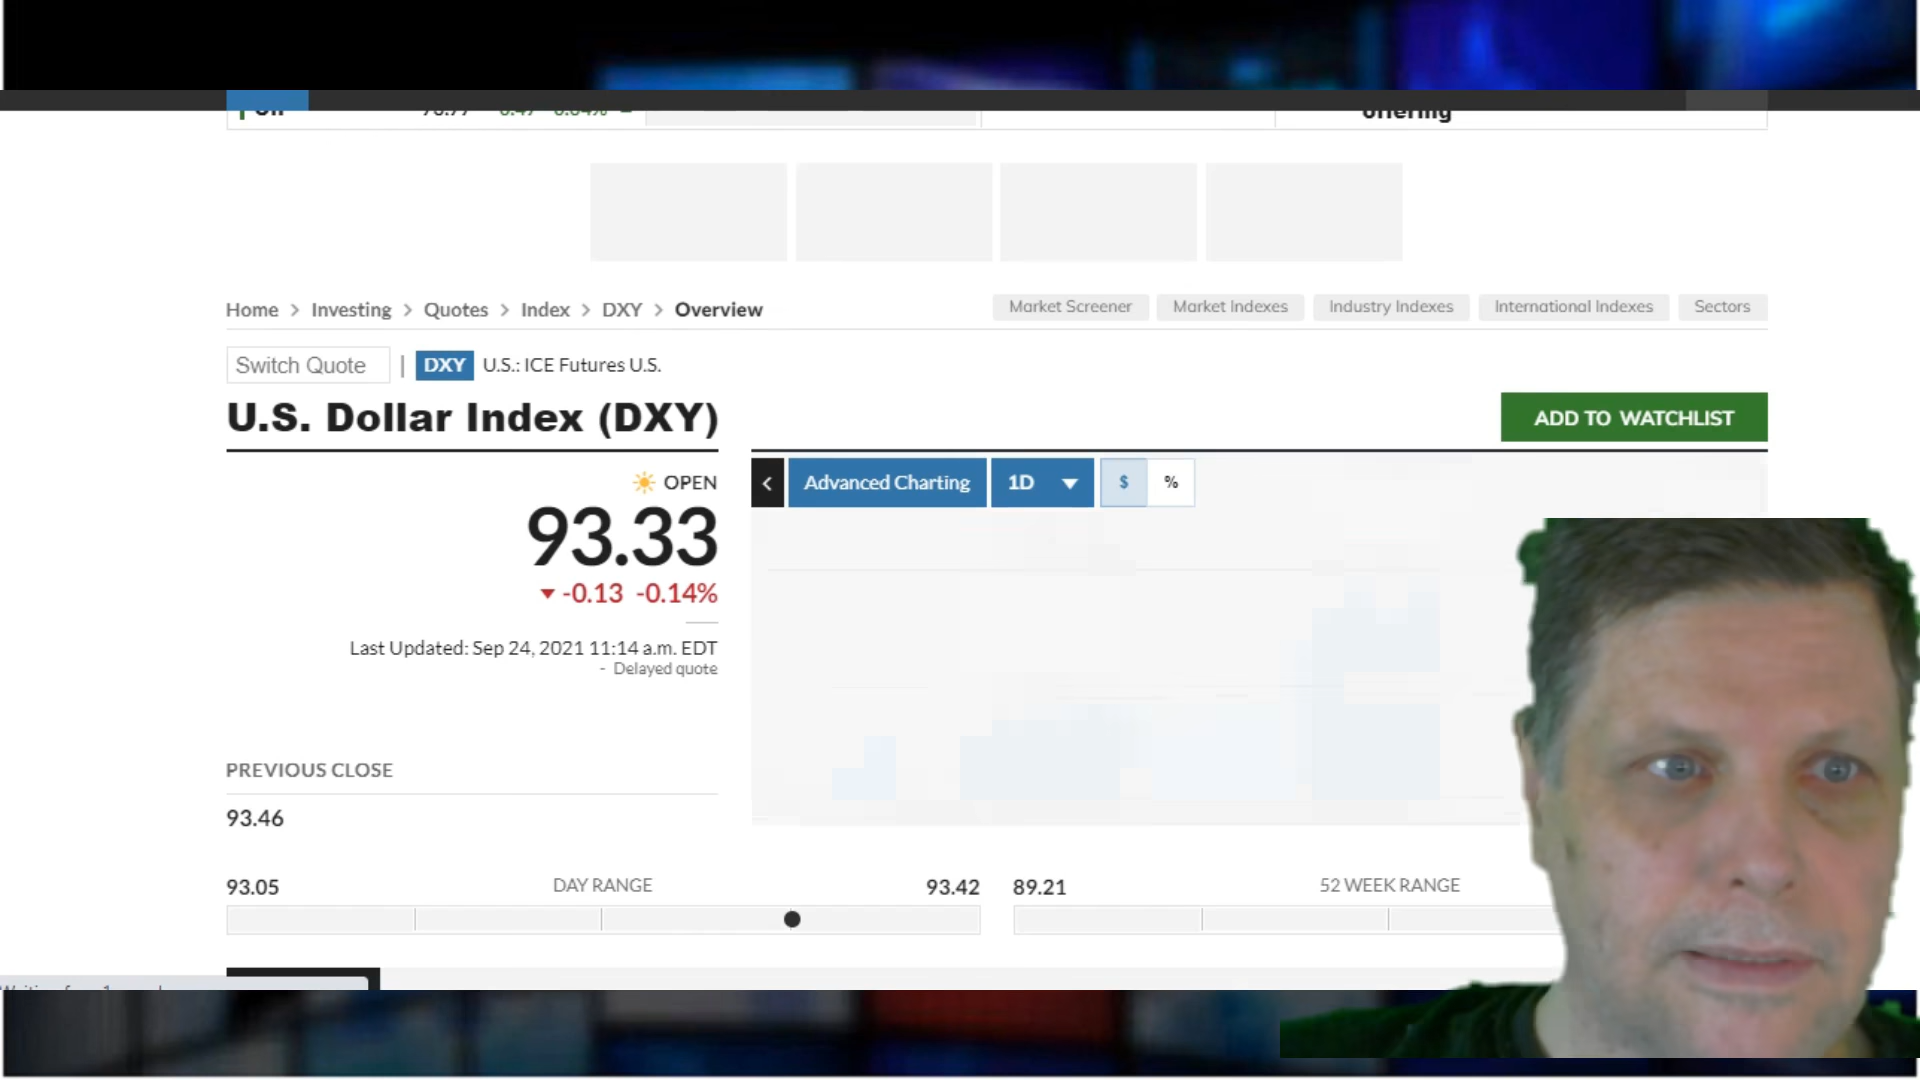 offering
Home > Investing > Quotes > Index > DXY > Overview
Market Screener Market Indexes Industry Indexes International Indexes Sectors
Switch Quote | DXY U.S.: ICE Futures U.S.
U.S. Dollar Index (DXY)
ADD TO WATCHLIST
OPEN
< Advanced Charting 1D $ %
93.33
-0.13 -0.14%
Last Updated: Sep 24, 2021 11:14 a.m. EDT
- Delayed quote
PREVIOUS CLOSE
93.46
93.05 DAY RANGE 93.42 89.21 52 WEEK RANGE